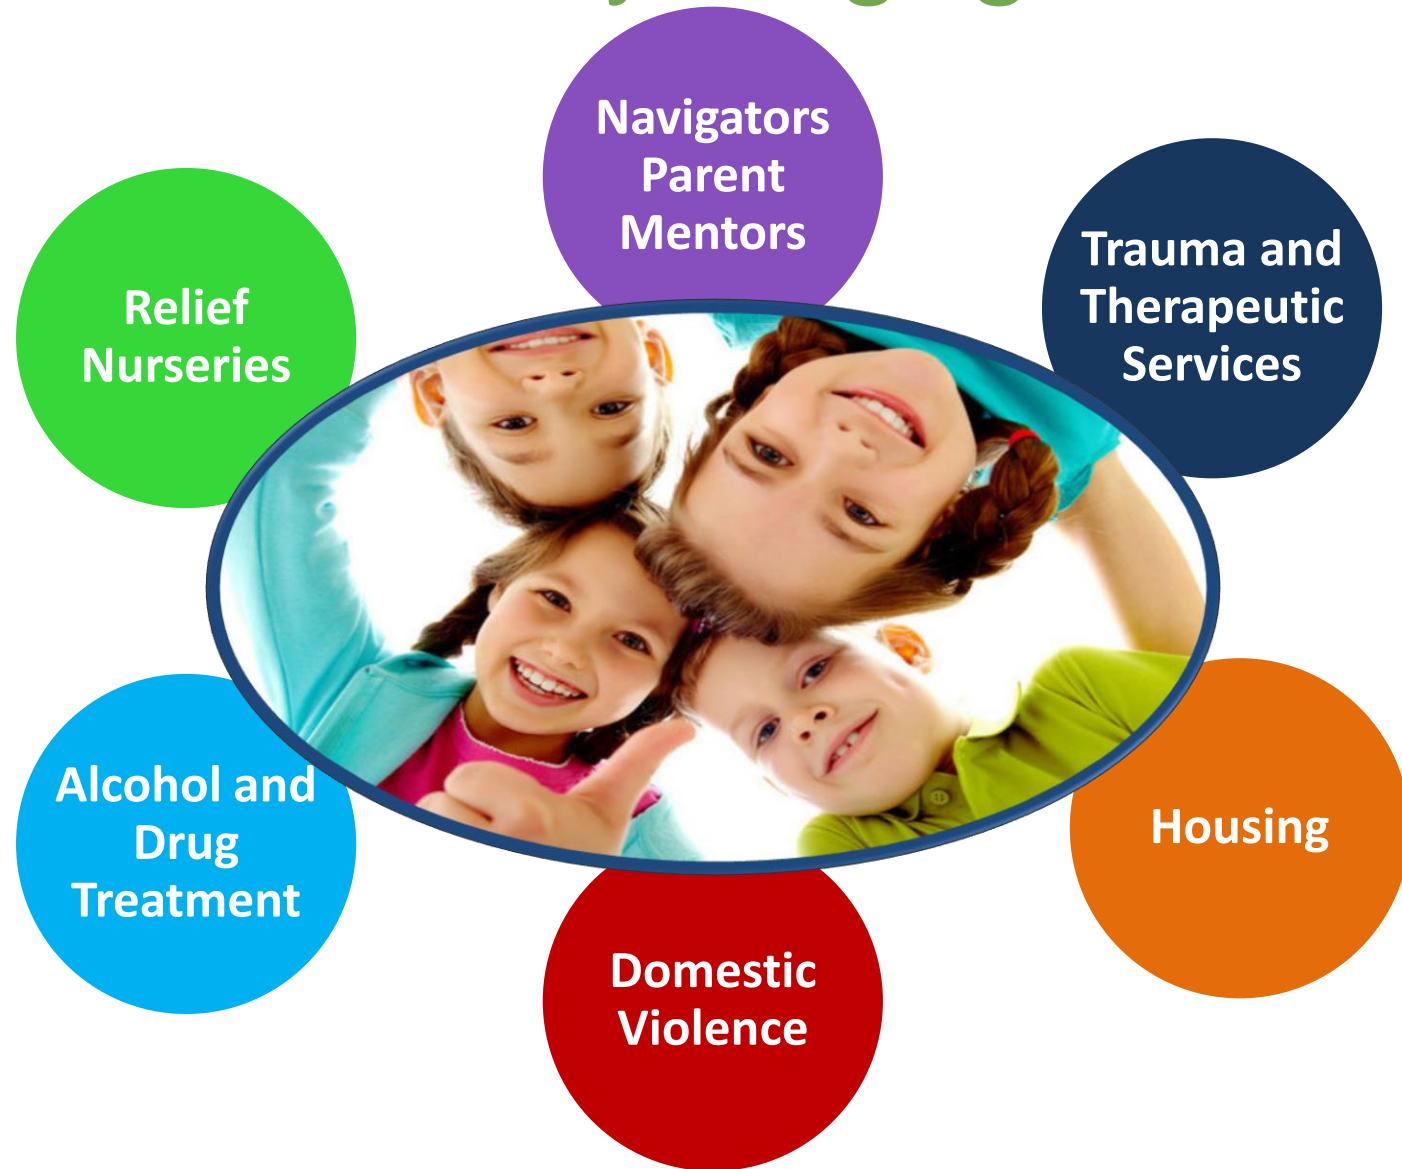 Navigators
Parent
Mentors
Trauma and
Therapeutic
Services
Relief
Nurseries
Alcohol and
Drug
Treatment
Housing
Domestic
Violence